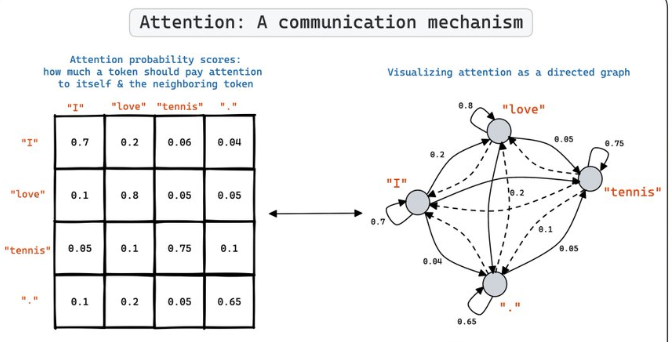 Attention: A communication mechanism
Attention probability scores:
how much a token should pay attention
to itself & the neighboring token
"I" "love" "tennis" "."
"I" 0.7 0.2 0.06 0.04
"love" 0.1 0.8 0.05 0.05
"tennis" 0.05 0.1 0.75 0.1
"." 0.1 0.2 0.05 0.65
Visualizing attention as a directed graph
0.8
"love"
0.05
0.75
0.2
"I"
0.2
"tennis"
0.7
0.1
0.05
0.04
"."
0.65